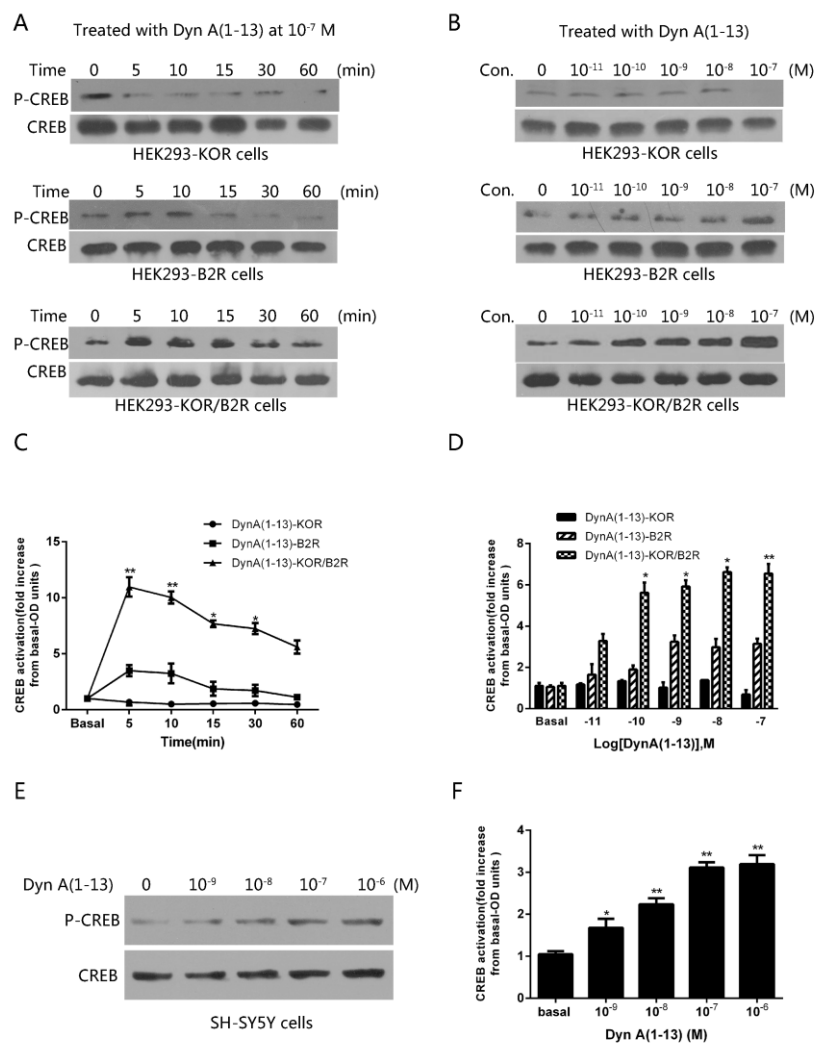 A
Treated with Dyn A(1-13) at 10⁻⁷ M
Time 0 5 10 15 30 60 (min)
P-CREB
CREB
HEK293-KOR cells
Time 0 5 10 15 30 60 (min)
P-CREB
CREB
HEK293-B2R cells
Time 0 5 10 15 30 60 (min)
P-CREB
CREB
HEK293-KOR/B2R cells
B
Treated with Dyn A(1-13)
Con. 0 10⁻¹¹ 10⁻¹⁰ 10⁻⁹ 10⁻⁸ 10⁻⁷ (M)
HEK293-KOR cells
Con. 0 10⁻¹¹ 10⁻¹⁰ 10⁻⁹ 10⁻⁸ 10⁻⁷ (M)
HEK293-B2R cells
Con. 0 10⁻¹¹ 10⁻¹⁰ 10⁻⁹ 10⁻⁸ 10⁻⁷ (M)
HEK293-KOR/B2R cells
C
DynA(1-13)-KOR
DynA(1-13)-B2R
DynA(1-13)-KOR/B2R
CREB activation(fold increase
from basal-OD units )
15
10
5
0
** ** * *
Basal 5 10 15 30 60
Time(min)
D
DynA(1-13)-KOR
DynA(1-13)-B2R
DynA(1-13)-KOR/B2R
CREB activation(fold increase
from basal-OD units )
8
6
4
2
0
* * * **
Basal -11 -10 -9 -8 -7
Log[DynA(1-13)],M
E
Dyn A(1-13) 0 10⁻⁹ 10⁻⁸ 10⁻⁷ 10⁻⁶ (M)
P-CREB
CREB
SH-SY5Y cells
F
CREB activation(fold increase
from basal-OD units )
4
3
2
1
0
* ** ** **
basal 10⁻⁹ 10⁻⁸ 10⁻⁷ 10⁻⁶
Dyn A(1-13) (M)